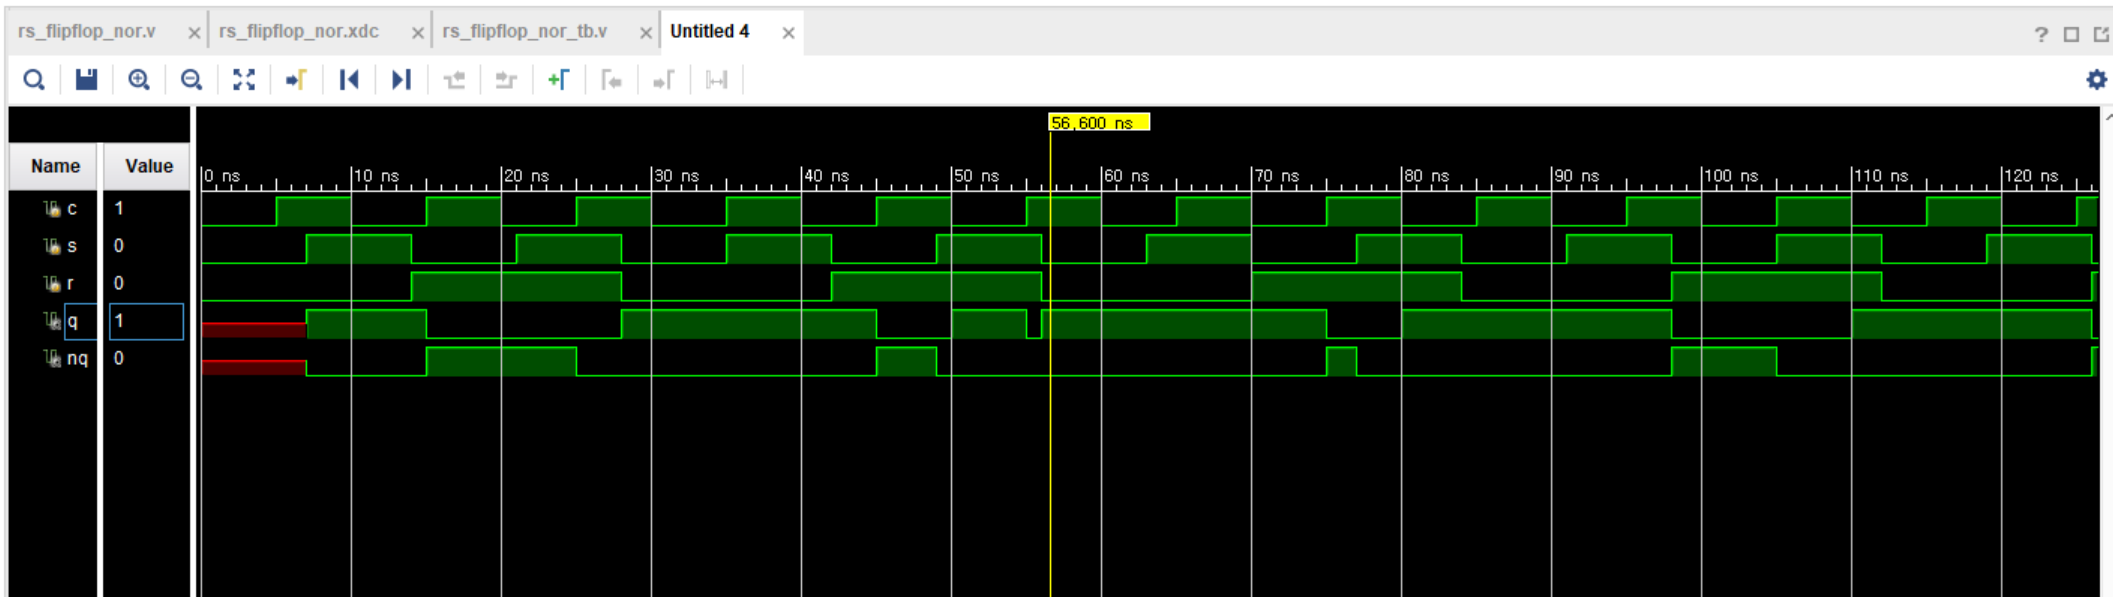 rs_flipflop_nor.v × rs_flipflop_nor.xdc × rs_flipflop_nor_tb.v × Untitled 4 ×
56,600 ns
Name Value
0 ns 10 ns 20 ns 30 ns 40 ns 50 ns 60 ns 70 ns 80 ns 90 ns 100 ns 110 ns 120 ns
c 1
s 0
r 0
q 1
nq 0